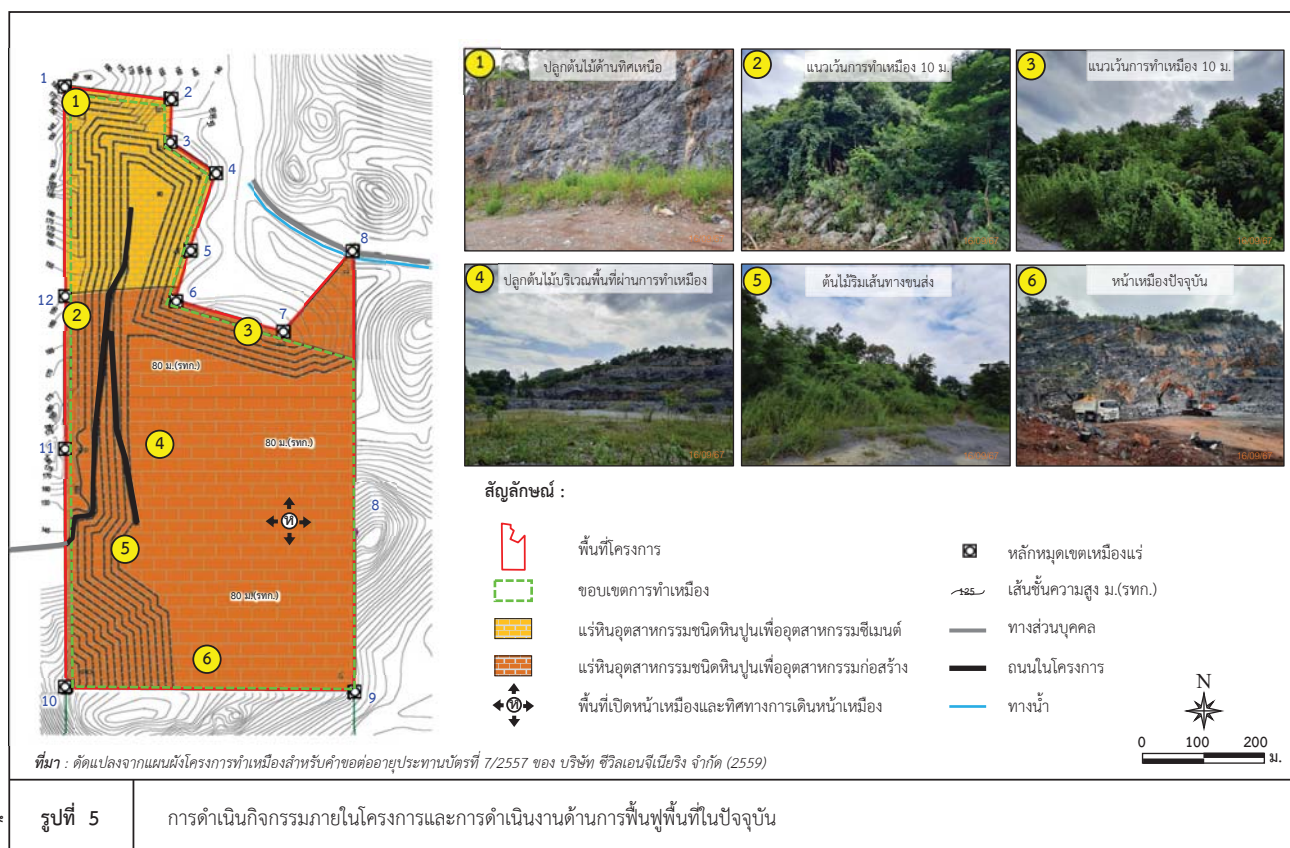 1
2
3
4
5
6
7
8
12
11
8
10
9
1
2
3
4
5
6
80 ม.(รทก.)
80 ม.(รทก.)
80 ม.(รทก.)
ห
1
ปลูกต้นไม้ด้านทิศเหนือ
2
แนวเว้นการทำเหมือง 10 ม.
3
แนวเว้นการทำเหมือง 10 ม.
16/09/67
4
ปลูกต้นไม้บริเวณพื้นที่ผ่านการทำเหมือง
5
ต้นไม้ริมเส้นทางขนส่ง
6
หน้าเหมืองปัจจุบัน
16/09/67
16/09/67
สัญลักษณ์ :
พื้นที่โครงการ
ขอบเขตการทำเหมือง
แร่หินอุตสาหกรรมชนิดหินปูนเพื่ออุตสาหกรรมซีเมนต์
แร่หินอุตสาหกรรมชนิดหินปูนเพื่ออุตสาหกรรมก่อสร้าง
ห
พื้นที่เปิดหน้าเหมืองและทิศทางการเดินหน้าเหมือง
หลักหมุดเขตเหมืองแร่
125
เส้นชั้นความสูง ม.(รทก.)
ทางส่วนบุคคล
ถนนในโครงการ
ทางน้ำ
N
0 100 200
ม.
ที่มา : ดัดแปลงจากแผนผังโครงการทำเหมืองสำหรับคำขอต่ออายุประทานบัตรที่ 7/2557 ของ บริษัท ซีวิลเอนจีเนียริง จำกัด (2559)
รูปที่ 5
การดำเนินกิจกรรมภายในโครงการและการดำเนินงานด้านการฟื้นฟูพื้นที่ในปัจจุบัน